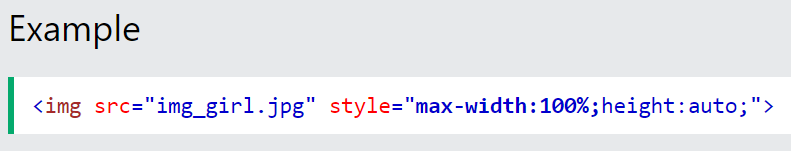 Example
<img src="img_girl.jpg" style="max-width:100%;height:auto;">